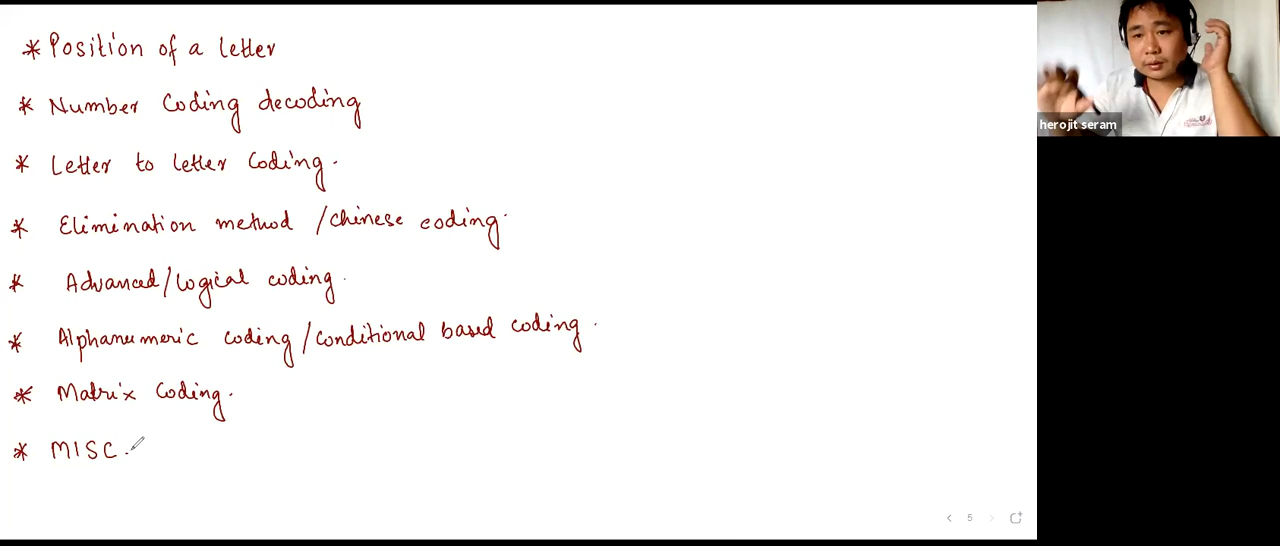 * Position of a letter
* Number Coding decoding
* Letter to letter Coding.
* Elimination method / chinese coding.
* Advanced/logical coding.
* Alphanumeric coding / conditional based coding.
* Matrix Coding.
* MISC.
herojit seram
5